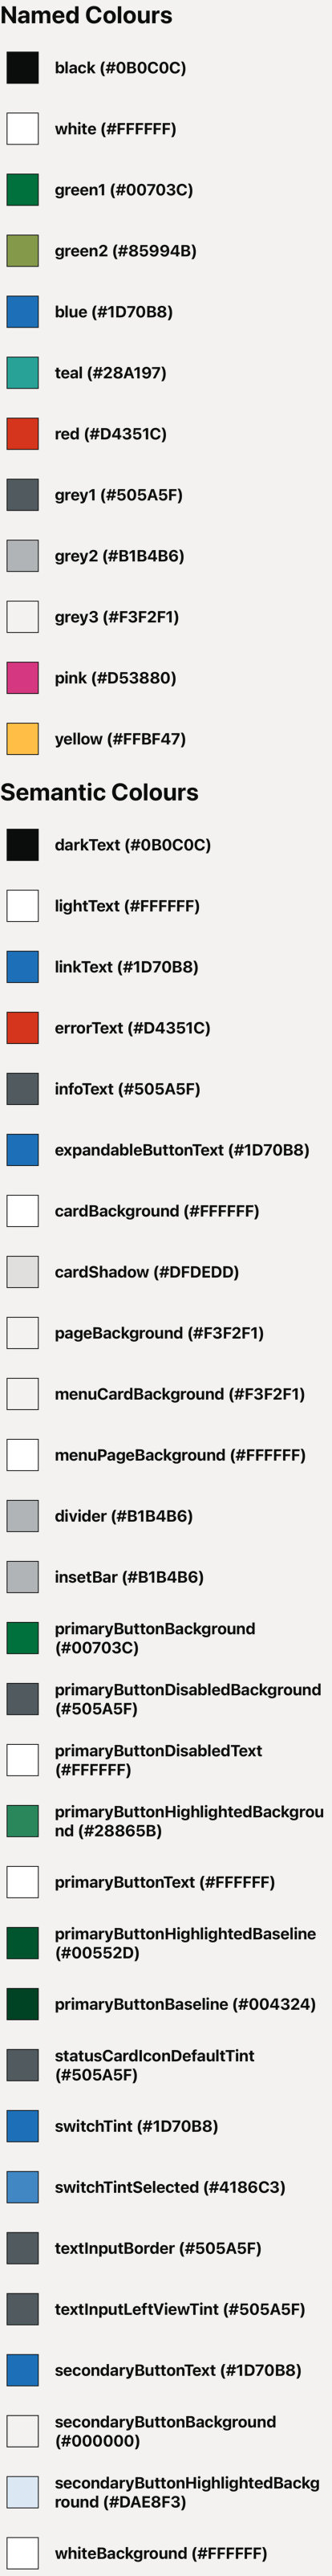 Named Colours
black (#0B0C0C)
white (#FFFFFF)
green1 (#00703C)
green2 (#85994B)
blue (#1D70B8)
teal (#28A197)
red (#D4351C)
grey1 (#505A5F)
grey2 (#B1B4B6)
grey3 (#F3F2F1)
pink (#D53880)
yellow (#FFBF47)
Semantic Colours
darkText (#0B0C0C)
lightText (#FFFFFF)
linkText (#1D70B8)
errorText (#D4351C)
infoText (#505A5F)
expandableButtonText (#1D70B8)
cardBackground (#FFFFFF)
cardShadow (#DFDEDD)
pageBackground (#F3F2F1)
menuCardBackground (#F3F2F1)
menuPageBackground (#FFFFFF)
divider (#B1B4B6)
insetBar (#B1B4B6)
primaryButtonBackground
(#00703C)
primaryButtonDisabledBackground
(#505A5F)
primaryButtonDisabledText
(#FFFFFF)
primaryButtonHighlightedBackgrou
nd (#28865B)
primaryButtonText (#FFFFFF)
primaryButtonHighlightedBaseline
(#00552D)
primaryButtonBaseline (#004324)
statusCardIconDefaultTint
(#505A5F)
switchTint (#1D70B8)
switchTintSelected (#4186C3)
textInputBorder (#505A5F)
textInputLeftViewTint (#505A5F)
secondaryButtonText (#1D70B8)
secondaryButtonBackground
(#000000)
secondaryButtonHighlightedBackg
round (#DAE8F3)
whiteBackground (#FFFFFF)